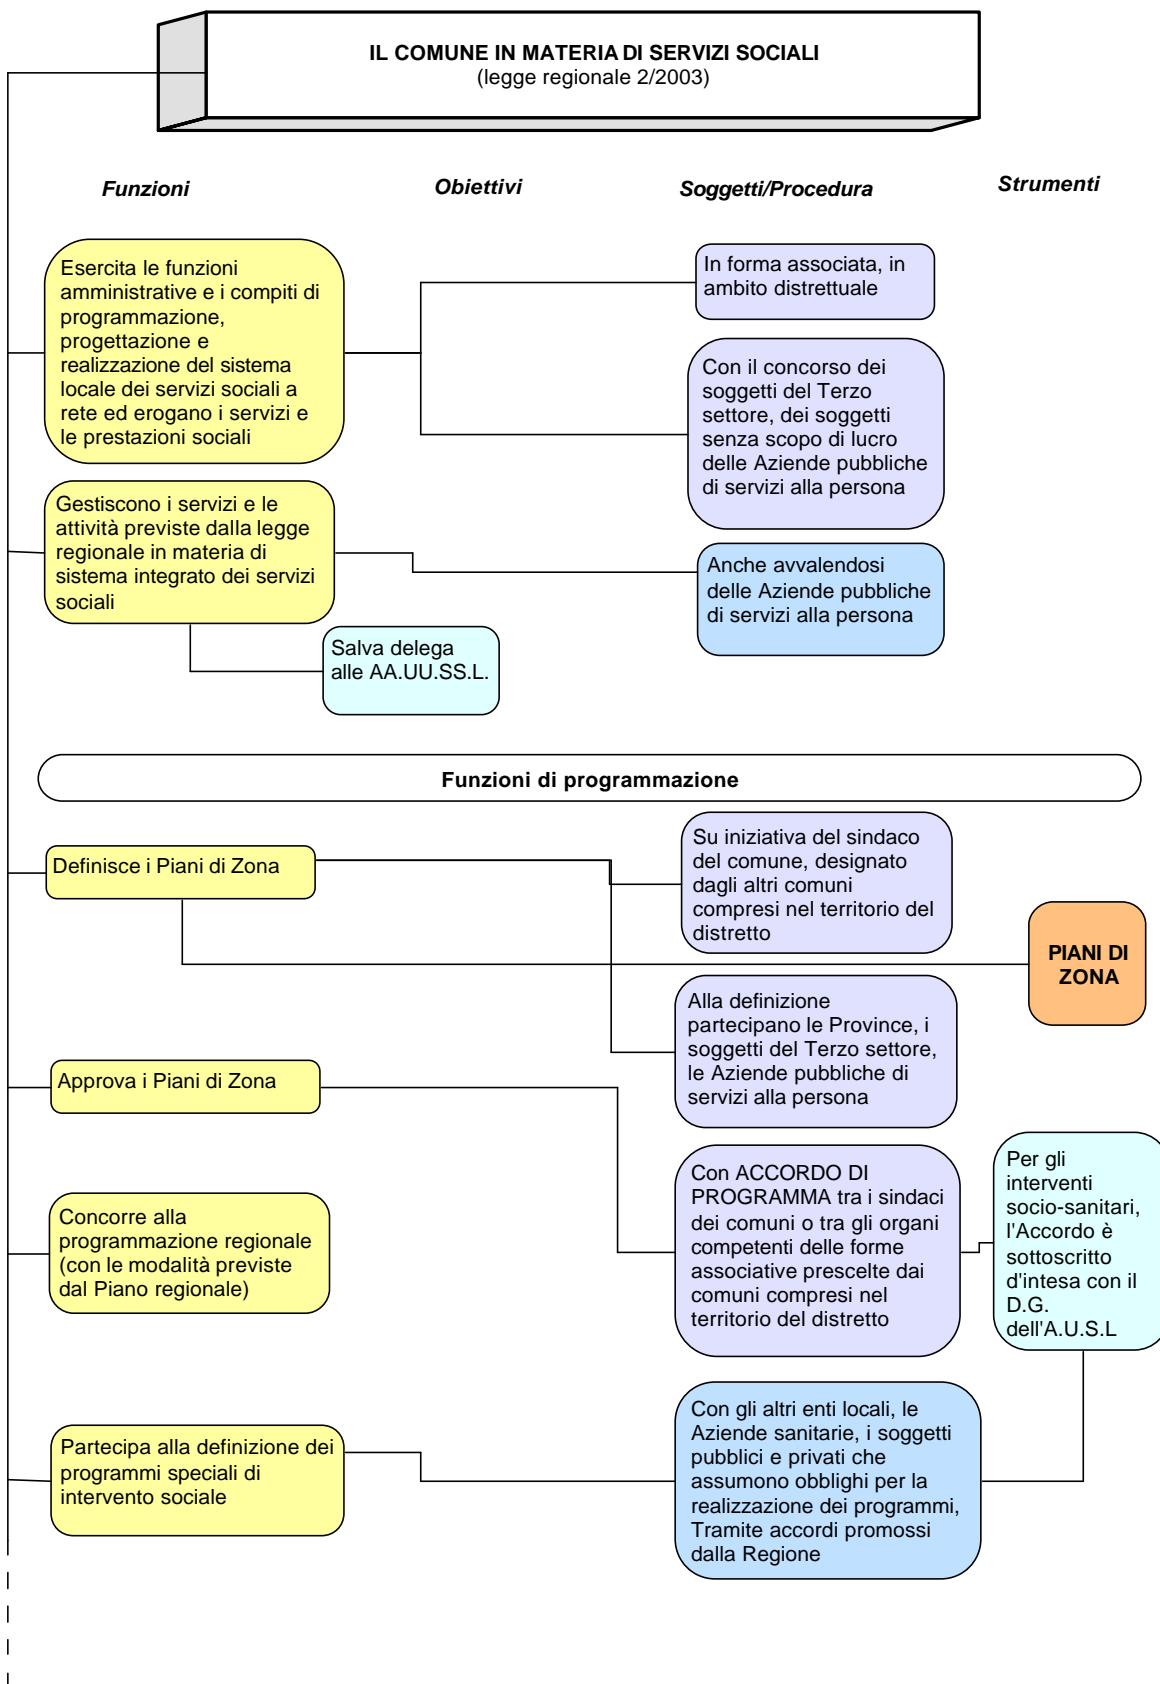 IL COMUNE IN MATERIA DI SERVIZI SOCIALI
(legge regionale 2/2003)
Funzioni
Obiettivi
Soggetti/Procedura
Strumenti
Esercita le funzioni
amministrative e i compiti di
programmazione,
progettazione e
realizzazione del sistema
locale dei servizi sociali a
rete ed erogano i servizi e
le prestazioni sociali
In forma associata, in
ambito distrettuale
Con il concorso dei
soggetti del Terzo
settore, dei soggetti
senza scopo di lucro
delle Aziende pubbliche
di servizi alla persona
Gestiscono i servizi e le
attività previste dalla legge
regionale in materia di
sistema integrato dei servizi
sociali
Anche avvalendosi
delle Aziende pubbliche
di servizi alla persona
Salva delega
alle AA.UU.SS.L.
Funzioni di programmazione
Definisce i Piani di Zona
Su iniziativa del sindaco
del comune, designato
dagli altri comuni
compresi nel territorio del
distretto
PIANI DI
ZONA
Alla definizione
partecipano le Province, i
soggetti del Terzo settore,
le Aziende pubbliche di
servizi alla persona
Approva i Piani di Zona
Con ACCORDO DI
PROGRAMMA tra i sindaci
dei comuni o tra gli organi
competenti delle forme
associative prescelte dai
comuni compresi nel
territorio del distretto
Per gli
interventi
socio-sanitari,
l'Accordo è
sottoscritto
d'intesa con il
D.G.
dell'A.U.S.L
Concorre alla
programmazione regionale
(con le modalità previste
dal Piano regionale)
Partecipa alla definizione dei
programmi speciali di
intervento sociale
Con gli altri enti locali, le
Aziende sanitarie, i soggetti
pubblici e privati che
assumono obblighi per la
realizzazione dei programmi,
Tramite accordi promossi
dalla Regione